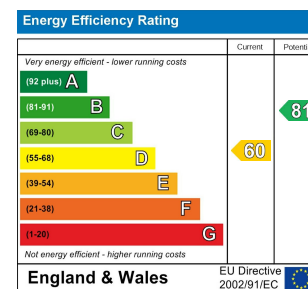 Energy Efficiency Rating
Current Potenti
Very energy efficient - lower running costs
(92 plus) A
(81-91) B
81
(69-80) C
(55-68) D
60
(39-54) E
(21-38) F
(1-20) G
Not energy efficient - higher running costs
England & Wales
EU Directive
2002/91/EC